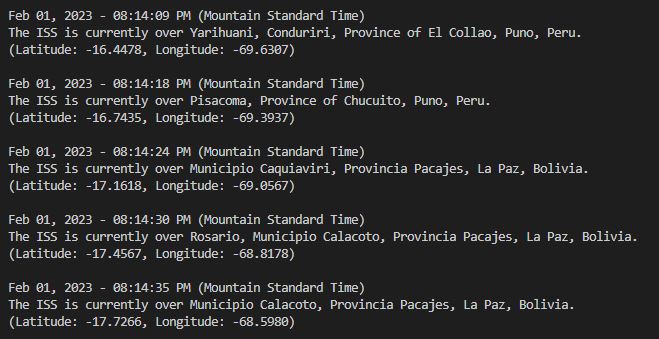 Feb 01, 2023 - 08:14:09 PM (Mountain Standard Time)
The ISS is currently over Yarihuani, Conduriri, Province of El Collao, Puno, Peru.
(Latitude: -16.4478, Longitude: -69.6307)
Feb 01, 2023 - 08:14:18 PM (Mountain Standard Time)
The ISS is currently over Pisacoma, Province of Chucuito, Puno, Peru.
(Latitude: -16.7435, Longitude: -69.3937)
Feb 01, 2023 - 08:14:24 PM (Mountain Standard Time)
The ISS is currently over Municipio Caquiaviri, Provincia Pacajes, La Paz, Bolivia.
(Latitude: -17.1618, Longitude: -69.0567)
Feb 01, 2023 - 08:14:30 PM (Mountain Standard Time)
The ISS is currently over Rosario, Municipio Calacoto, Provincia Pacajes, La Paz, Bolivia.
(Latitude: -17.4567, Longitude: -68.8178)
Feb 01, 2023 - 08:14:35 PM (Mountain Standard Time)
The ISS is currently over Municipio Calacoto, Provincia Pacajes, La Paz, Bolivia.
(Latitude: -17.7266, Longitude: -68.5980)